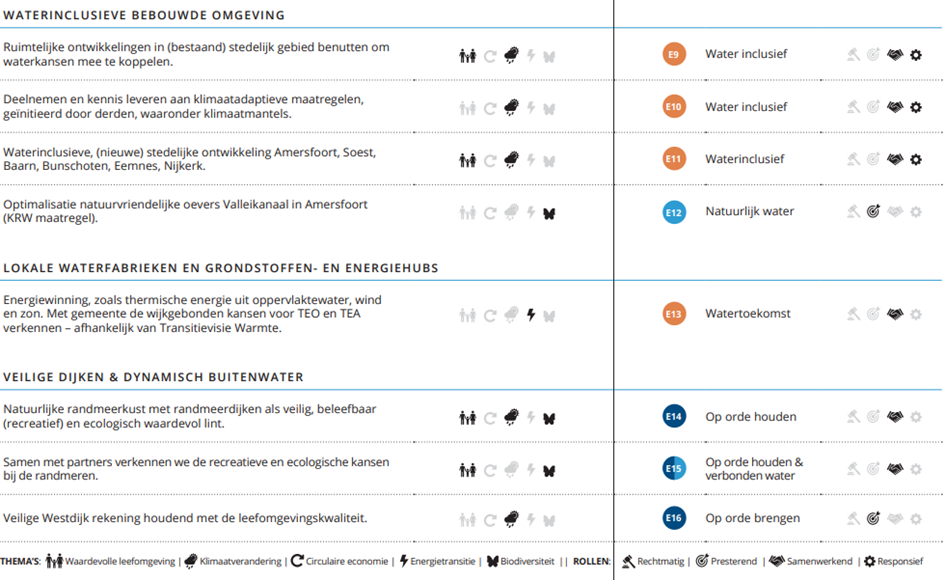 WATERINCLUSIEVE BEBOUWDE OMGEVING
Ruimtelijke ontwikkelingen in (bestaand) stedelijk gebied benutten om
waterkansen mee te koppelen.
E9 Water inclusief
Deelnemen en kennis leveren aan klimaatadaptieve maatregelen,
geïnitieerd door derden, waaronder klimaatmantels.
E10 Water inclusief
Waterinclusieve, (nieuwe) stedelijke ontwikkeling Amersfoort, Soest,
Baarn, Bunschoten, Eemnes, Nijkerk.
E11 Waterinclusief
Optimalisatie natuurvriendelijke oevers Valleikanaal in Amersfoort
(KRW maatregel).
E12 Natuurlijk water
LOKALE WATERFABRIEKEN EN GRONDSTOFFEN- EN ENERGIEHUBS
Energiewinning, zoals thermische energie uit oppervlaktewater, wind
en zon. Met gemeente de wijkgebonden kansen voor TEO en TEA
verkennen – afhankelijk van Transitievisie Warmte.
E13 Watertoekomst
VEILIGE DIJKEN & DYNAMISCH BUITENWATER
Natuurlijke randmeerkust met randmeerdijken als veilig, beleefbaar
(recreatief) en ecologisch waardevol lint.
E14 Op orde houden
Samen met partners verkennen we de recreatieve en ecologische kansen
bij de randmeren.
E15 Op orde houden &
verbonden water
Veilige Westdijk rekening houdend met de leefomgevingskwaliteit.
E16 Op orde brengen
THEMA'S: Waardevolle leefomgeving | Klimaatverandering | Circulaire economie | Energietransitie | Biodiversiteit || ROLLEN: Rechtmatig | Presterend | Samenwerkend | Responsief